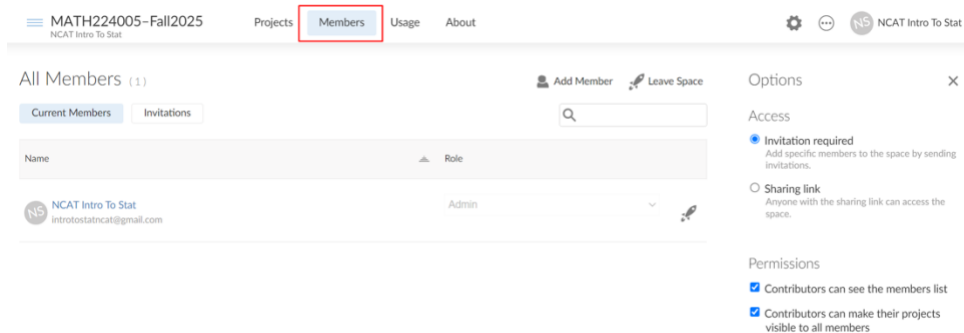 MATH224005-Fall2025
NCAT Intro To Stat
Projects Members Usage About
NS NCAT Intro To Stat
All Members (1)
Add Member Leave Space
Current Members Invitations
Name Role
NS NCAT Intro To Stat
introtostatncat@gmail.com
Admin
Options
Access
Invitation required
Add specific members to the space by sending
invitations.
Sharing link
Anyone with the sharing link can access the
space.
Permissions
Contributors can see the members list
Contributors can make their projects
visible to all members